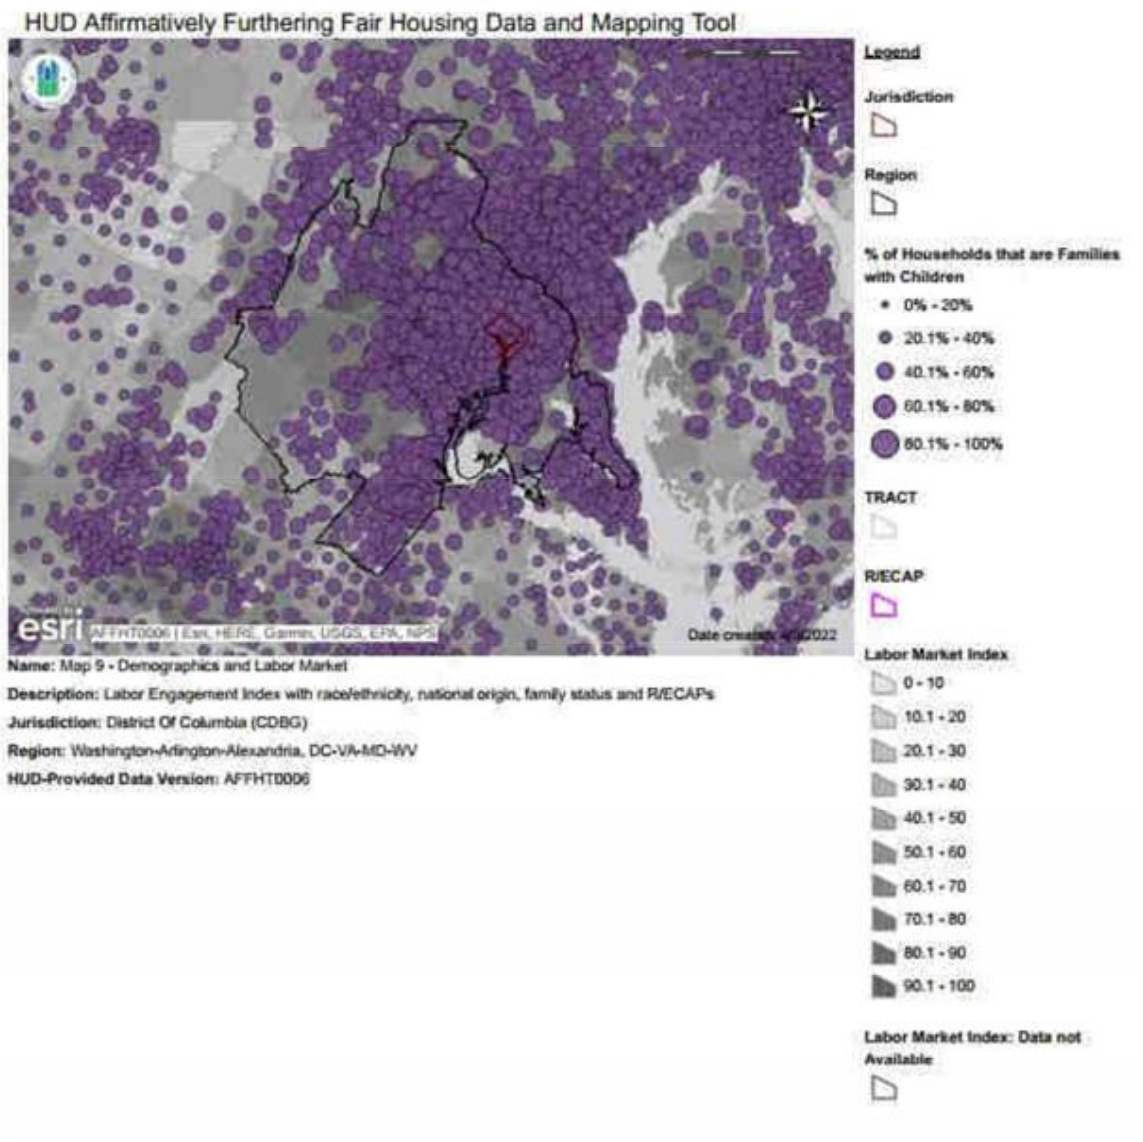 HUD Affirmatively Furthering Fair Housing Data and Mapping Tool
esri
AFFHT0006 | Esri, HERE, Garmin, USGS, EPA, NPS
Date created:
2022
Name: Map 9 - Demographics and Labor Market
Description: Labor Engagement Index with race/ethnicity, national origin, family status and R/ECAPs
Jurisdiction: District Of Columbia (CDBG)
Region: Washington-Arlington-Alexandria, DC-VA-MD-WV
HUD-Provided Data Version: AFFHT0006
Legend
Jurisdiction
Region
% of Households that are Families
with Children
0% - 20%
20.1% - 40%
40.1% - 60%
60.1% - 80%
80.1% - 100%
TRACT
R/ECAP
Labor Market Index
0 - 10
10.1 - 20
20.1 - 30
30.1 - 40
40.1 - 50
50.1 - 60
60.1 - 70
70.1 - 80
80.1 - 90
90.1 - 100
Labor Market Index: Data not
Available